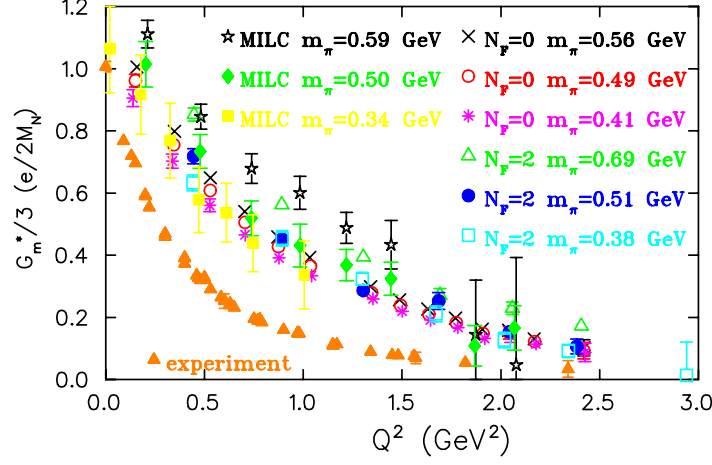 1.2
1.0
0.8
0.6
0.4
0.2
0.0
G_m^*/3 (e/2M_N)
MILC m_π=0.59 GeV
MILC m_π=0.50 GeV
MILC m_π=0.34 GeV
N_F=0 m_π=0.56 GeV
N_F=0 m_π=0.49 GeV
N_F=0 m_π=0.41 GeV
N_F=2 m_π=0.69 GeV
N_F=2 m_π=0.51 GeV
N_F=2 m_π=0.38 GeV
experiment
0.0 0.5 1.0 1.5 2.0 2.5 3.0
Q² (GeV²)